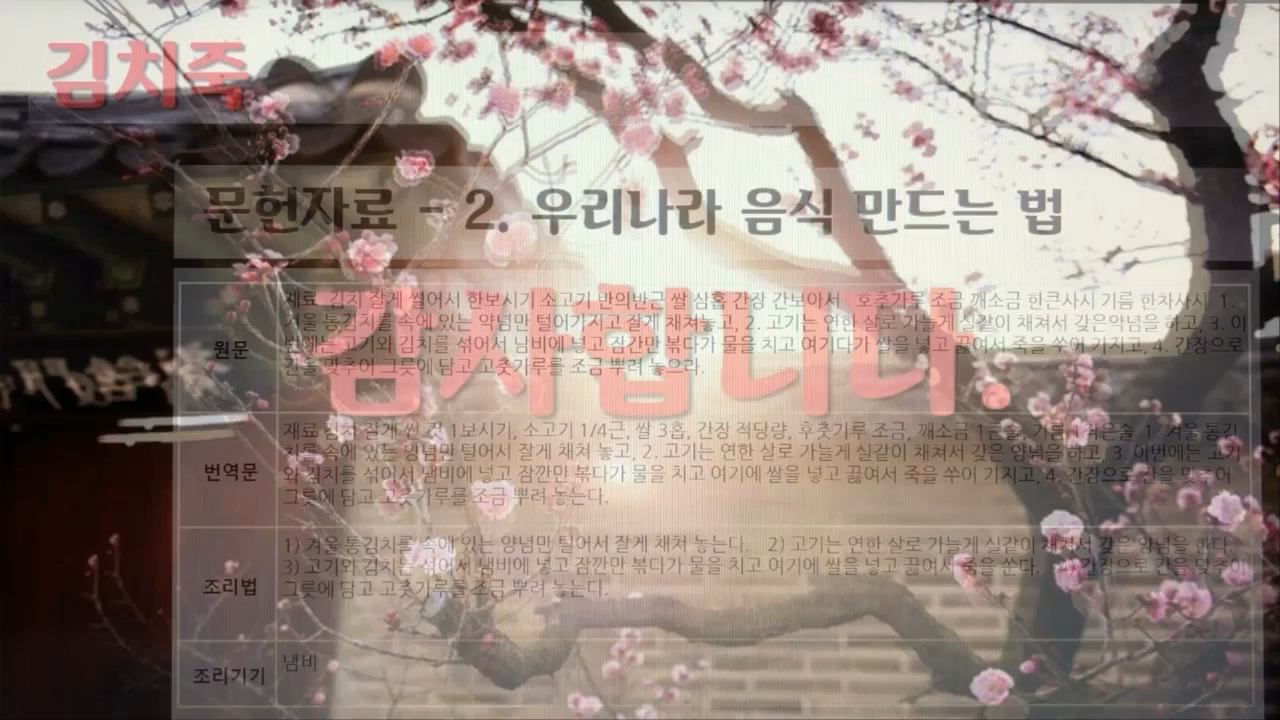 김치죽
문헌자료 - 2. 우리나라 음식 만드는 법
감사합니다.
원문
재료 김치 잘게 썰어서 한보시기 소고기 반의반근 쌀 삼홉 간장 간보아서 호추가루 조금 깨소금 한큰사시 기름 한차사시 1.
겨울 통김치를 속에 있는 양념만 털어가지고 잘게 채쳐놓고, 2. 고기는 연한 살로 가늘게 실같이 채쳐서 갖은약념을 하고, 3. 이
번에는 고기와 김치를 섞어서 남비에 넣고 잠깐만 볶다가 물을 치고 여기다가 쌀을 넣고 끓여서 죽을 쑤어 가지고, 4. 간장으로
간을 맞추어 그릇에 담고 고춧가루를 조금 뿌려 놓으라.
번역문
재료 김치 잘게 썬 것 1보시기, 소고기 1/4근, 쌀 3홉, 간장 적당량, 후춧가루 조금, 깨소금 1큰술, 기름 1작은술 1. 겨울 통김
치를 속에 있는 양념만 털어서 잘게 채쳐 놓고, 2. 고기는 연한 살로 가늘게 실같이 채쳐서 갖은 양념을 하고, 3. 이번에는 고기
와 김치를 섞어서 냄비에 넣고 잠깐만 볶다가 물을 치고 여기에 쌀을 넣고 끓여서 죽을 쑤어 가지고, 4. 간장으로 간을 맞추어
그릇에 담고 고춧가루를 조금 뿌려 놓는다.
조리법
1) 겨울 통김치를 속에 있는 양념만 털어서 잘게 채쳐 놓는다. 2) 고기는 연한 살로 가늘게 실같이 채쳐서 갖은 양념을 한다.
3) 고기와 김치는 섞어서 냄비에 넣고 잠깐만 볶다가 물을 치고 여기에 쌀을 넣고 끓여서 죽을 쑨다. 4) 간장으로 간을 맞추어
그릇에 담고 고춧가루를 조금 뿌려 놓는다.
조리기기
냄비